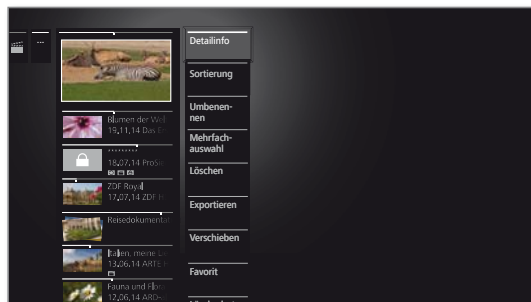 ...
Blumen der Wel
19,11,14 Das E
*********
18,07,14 ProSi
ZDF Royal
17,07,14 ZDF
Reisedokumentat
Italien, meine
13,06,14 ARTE
Fauna und Flora
12,06,14 ARD-
Detailinfo
Sortierung
Umbenen-
nen
Mehrfach-
auswahl
Löschen
Exportieren
Verschieben
Favorit